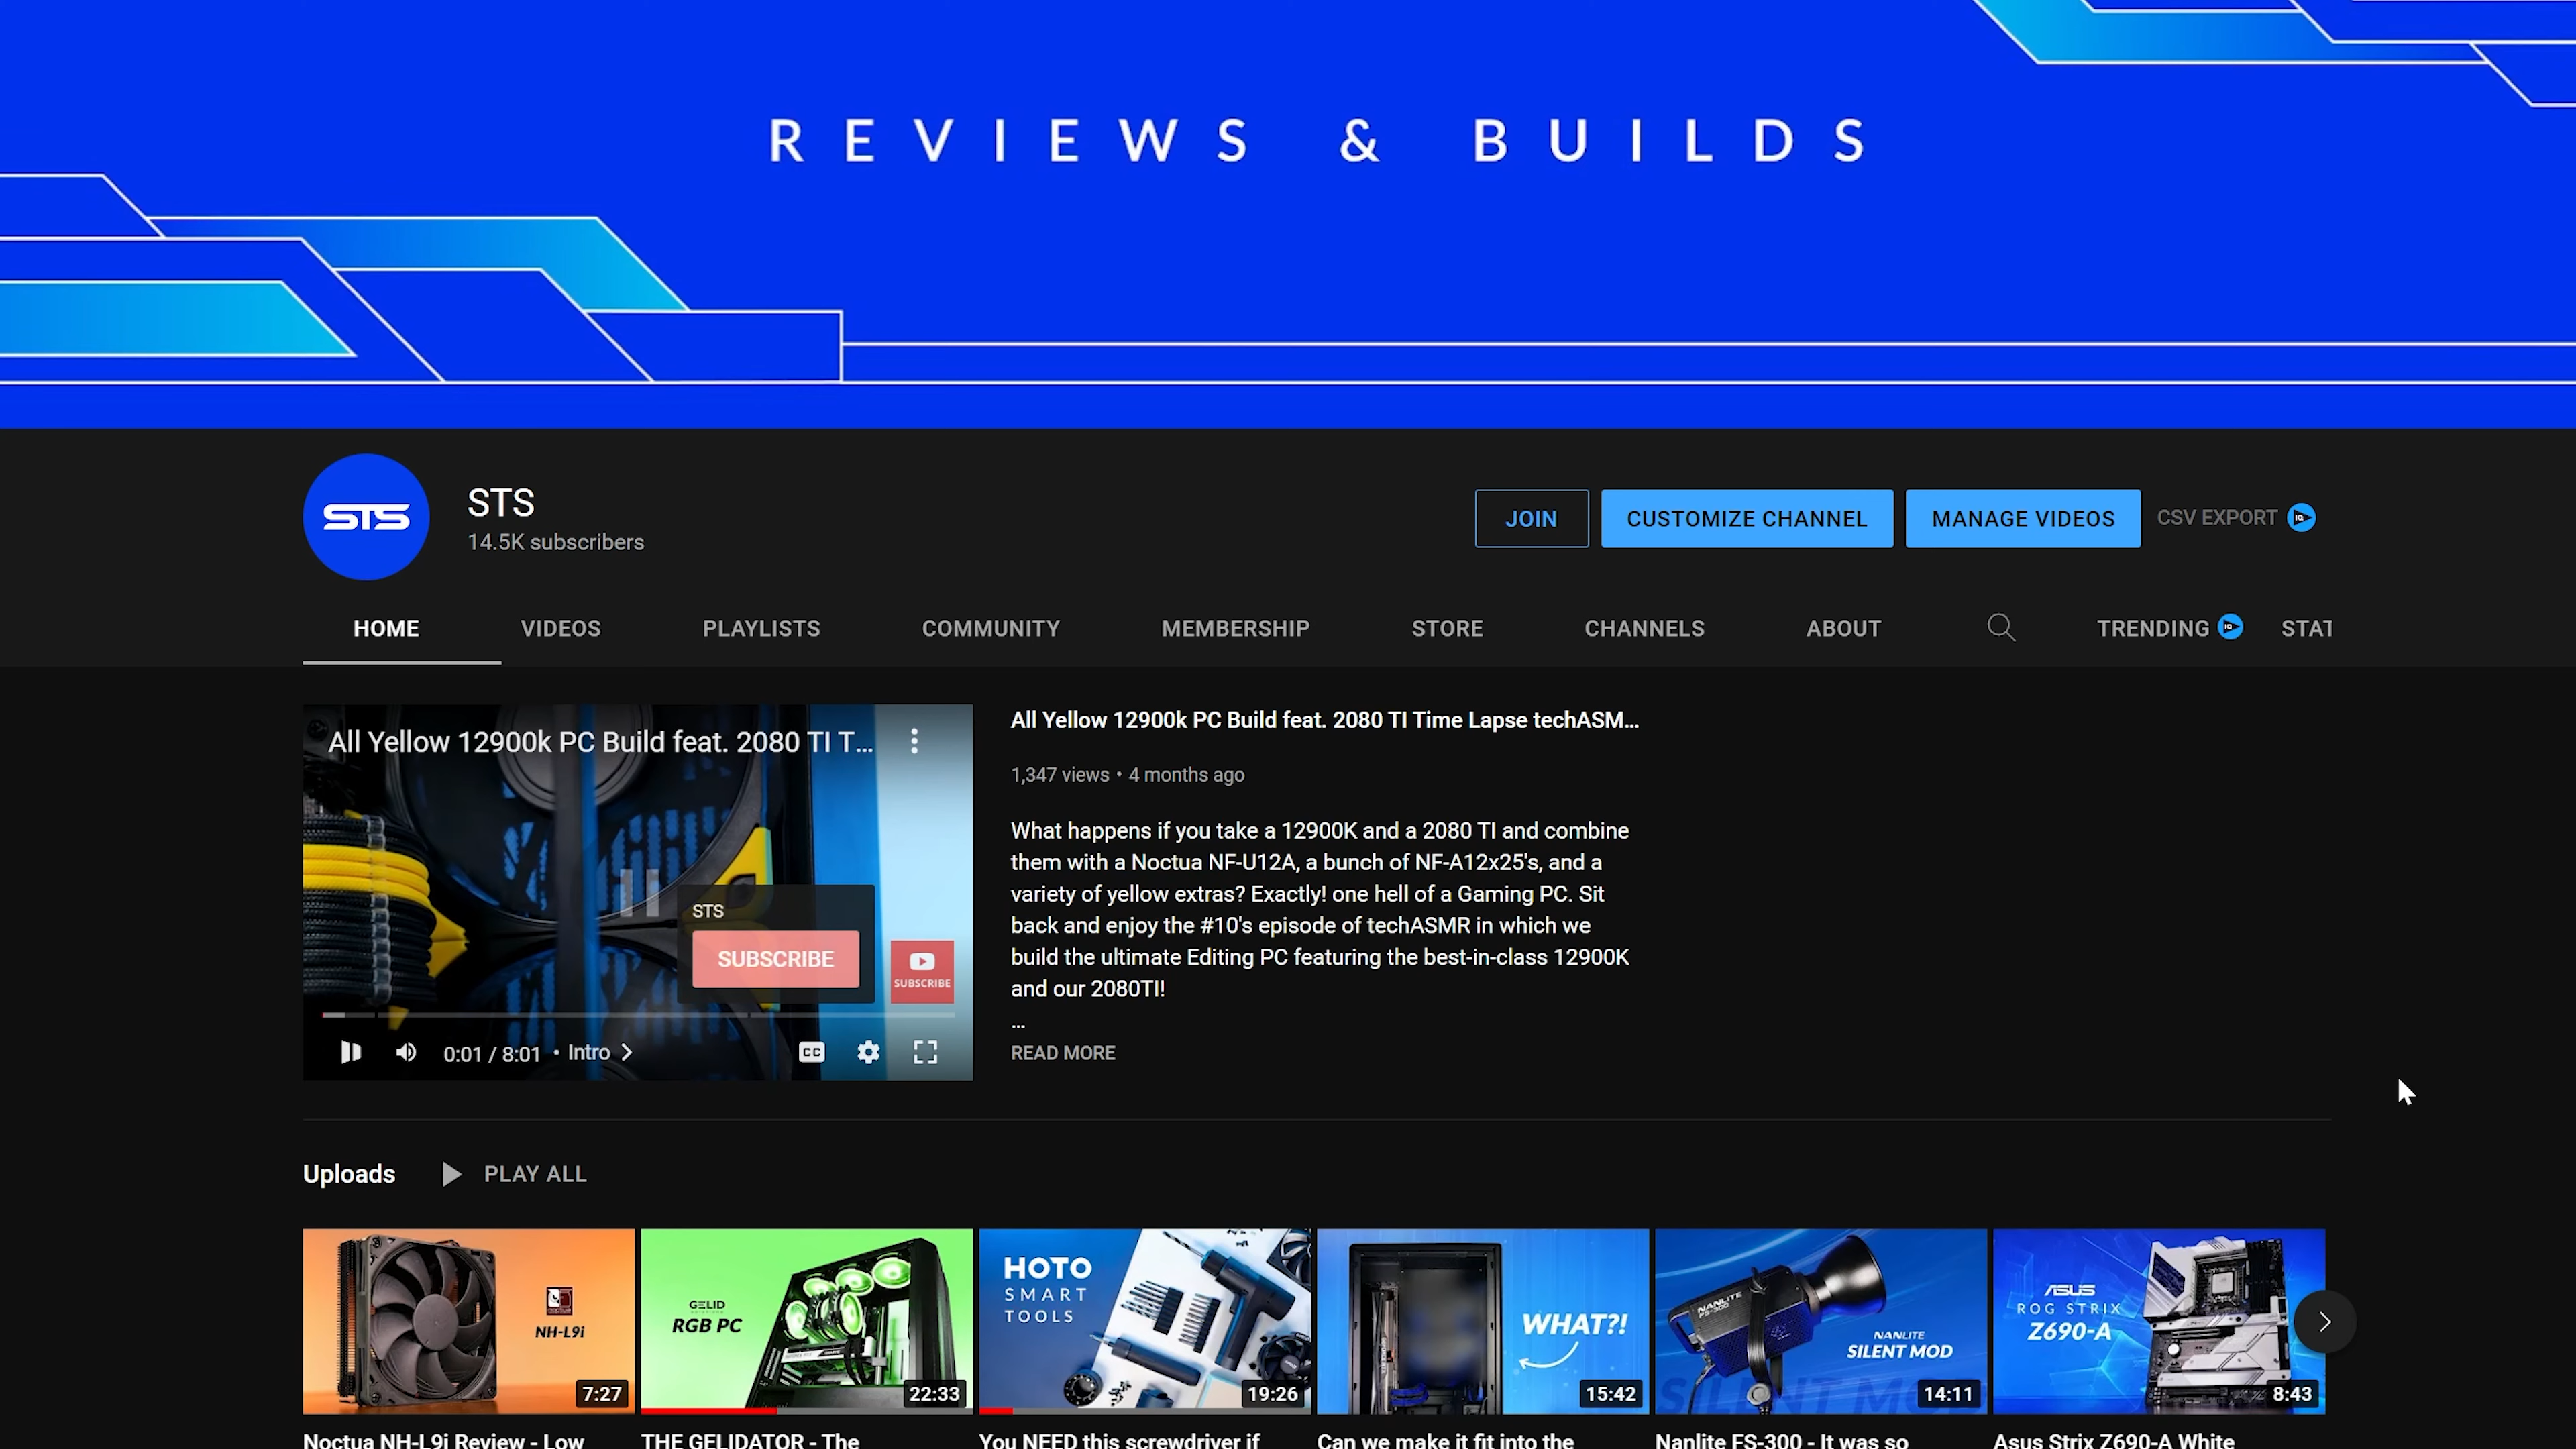 REVIEWS & BUILDS
STS
STS
14.5K subscribers
JOIN
CUSTOMIZE CHANNEL
MANAGE VIDEOS
CSV EXPORT
IQ
HOME
VIDEOS
PLAYLISTS
COMMUNITY
MEMBERSHIP
STORE
CHANNELS
ABOUT
TRENDING
IQ
STAT
All Yellow 12900k PC Build feat. 2080 TI T...
STS
SUBSCRIBE
SUBSCRIBE
0:01 / 8:01 • Intro
CC
All Yellow 12900k PC Build feat. 2080 TI Time Lapse techASM...
1,347 views • 4 months ago
What happens if you take a 12900K and a 2080 TI and combine
them with a Noctua NF-U12A, a bunch of NF-A12x25's, and a
variety of yellow extras? Exactly! one hell of a Gaming PC. Sit
back and enjoy the #10's episode of techASMR in which we
build the ultimate Editing PC featuring the best-in-class 12900K
and our 2080TI!
...
READ MORE
Uploads
PLAY ALL
NH-L9i
7:27
GELID
RGB PC
22:33
HOTO
SMART
TOOLS
19:26
WHAT?!
15:42
NANLITE
FS-300
NANLITE
SILENT MOD
SILENT MO
14:11
ASUS
ROG STRIX
Z690-A
8:43
Noctua NH-L9i Review - Low
THE GELIDATOR - The
You NEED this screwdriver if
Can we make it fit into the
Nanlite FS-300 - It was so
Asus Strix Z690-A White